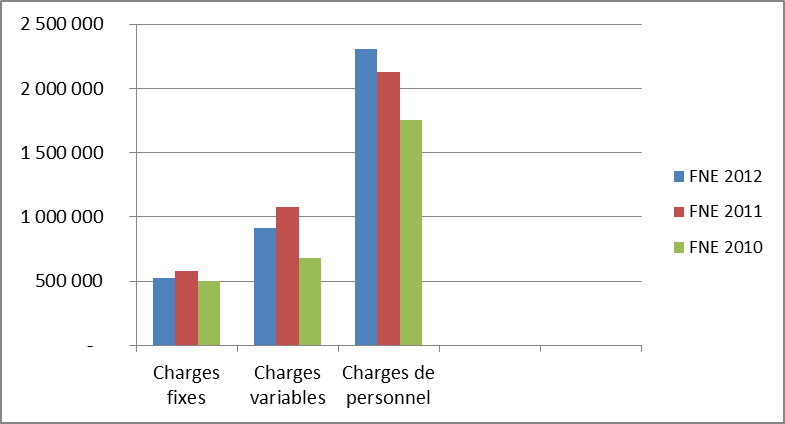 2 500 000
2 000 000
1 500 000
1 000 000
500 000
-
Charges
fixes
Charges
variables
Charges de
personnel
FNE 2012
FNE 2011
FNE 2010